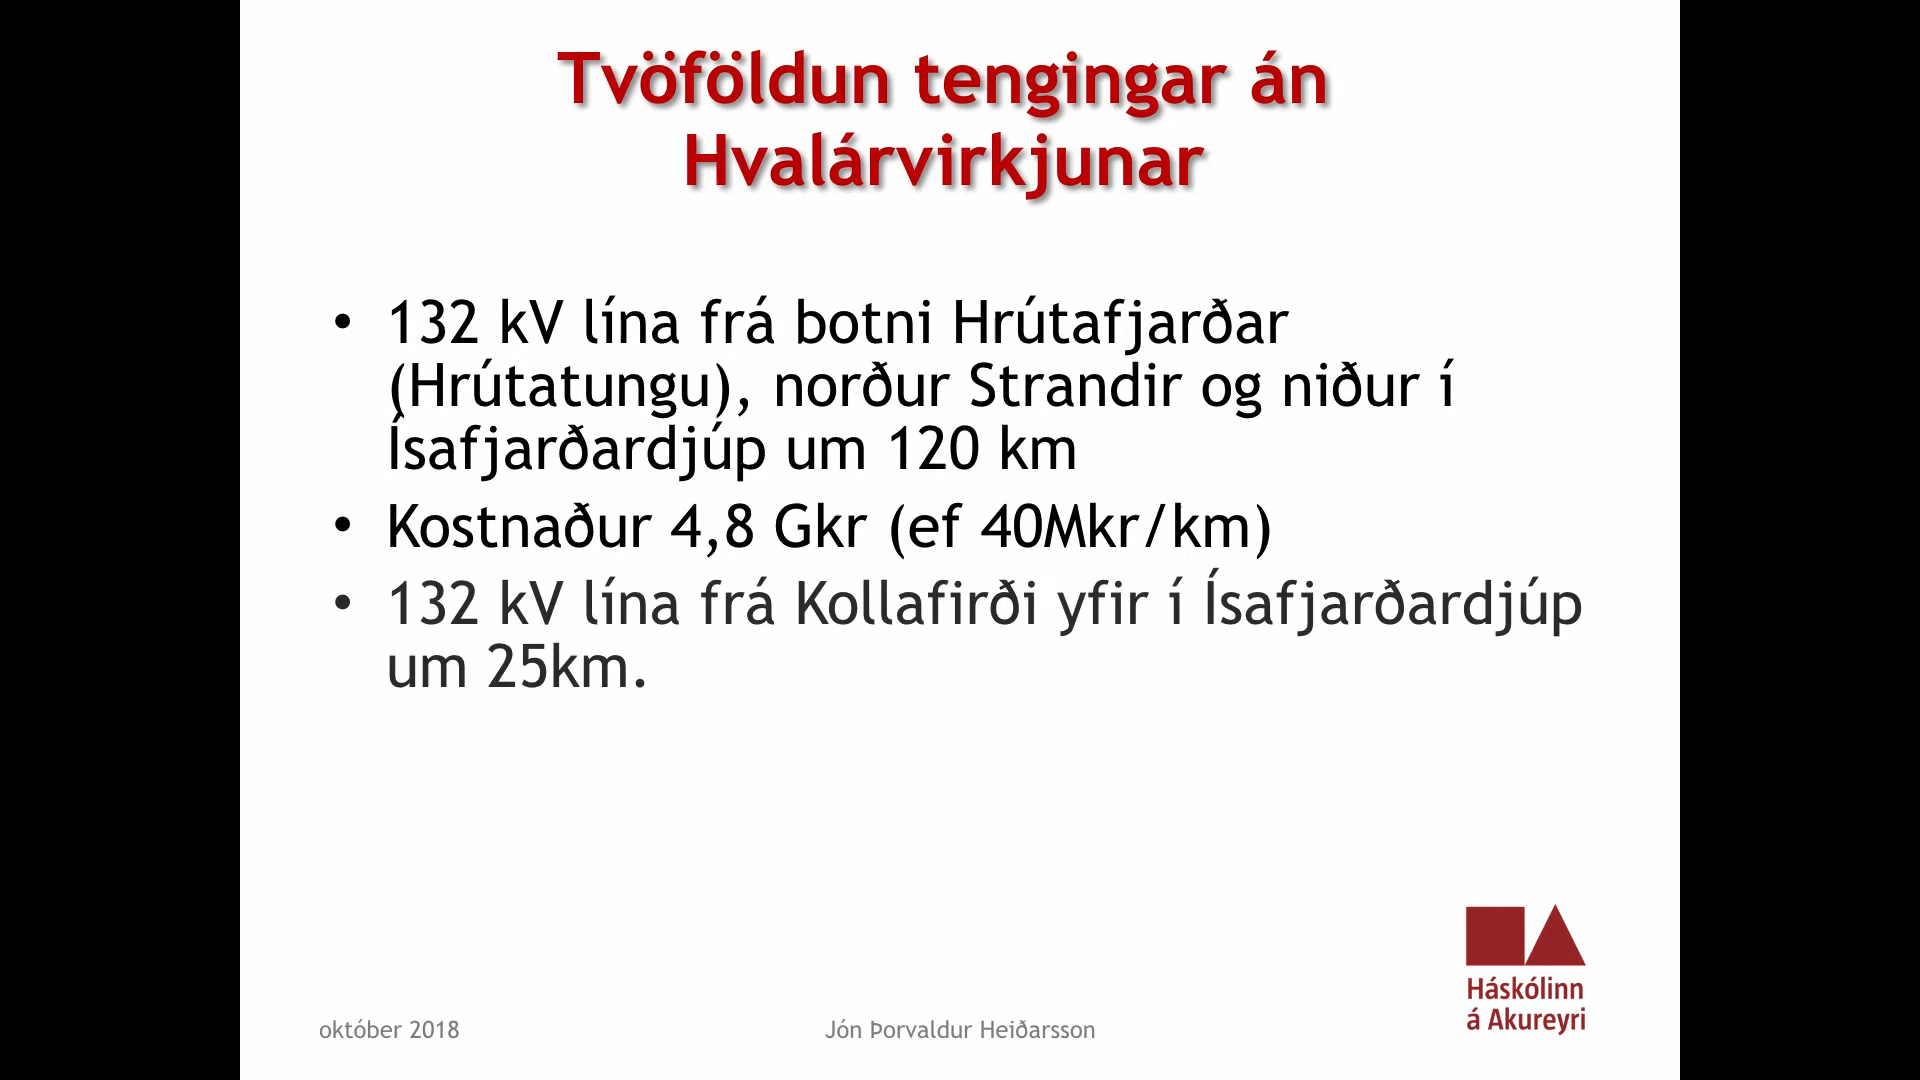 Tvöföldun tengingar án
Hvalárvirkjunar
• 132 kV lína frá botni Hrútafjarðar
(Hrútatungu), norður Strandir og niður í
Ísafjarðardjúp um 120 km
• Kostnaður 4,8 Gkr (ef 40Mkr/km)
• 132 kV lína frá Kollafirði yfir í Ísafjarðardjúp
um 25km.
Háskólinn
á Akureyri
október 2018
Jón Þorvaldur Heiðarsson